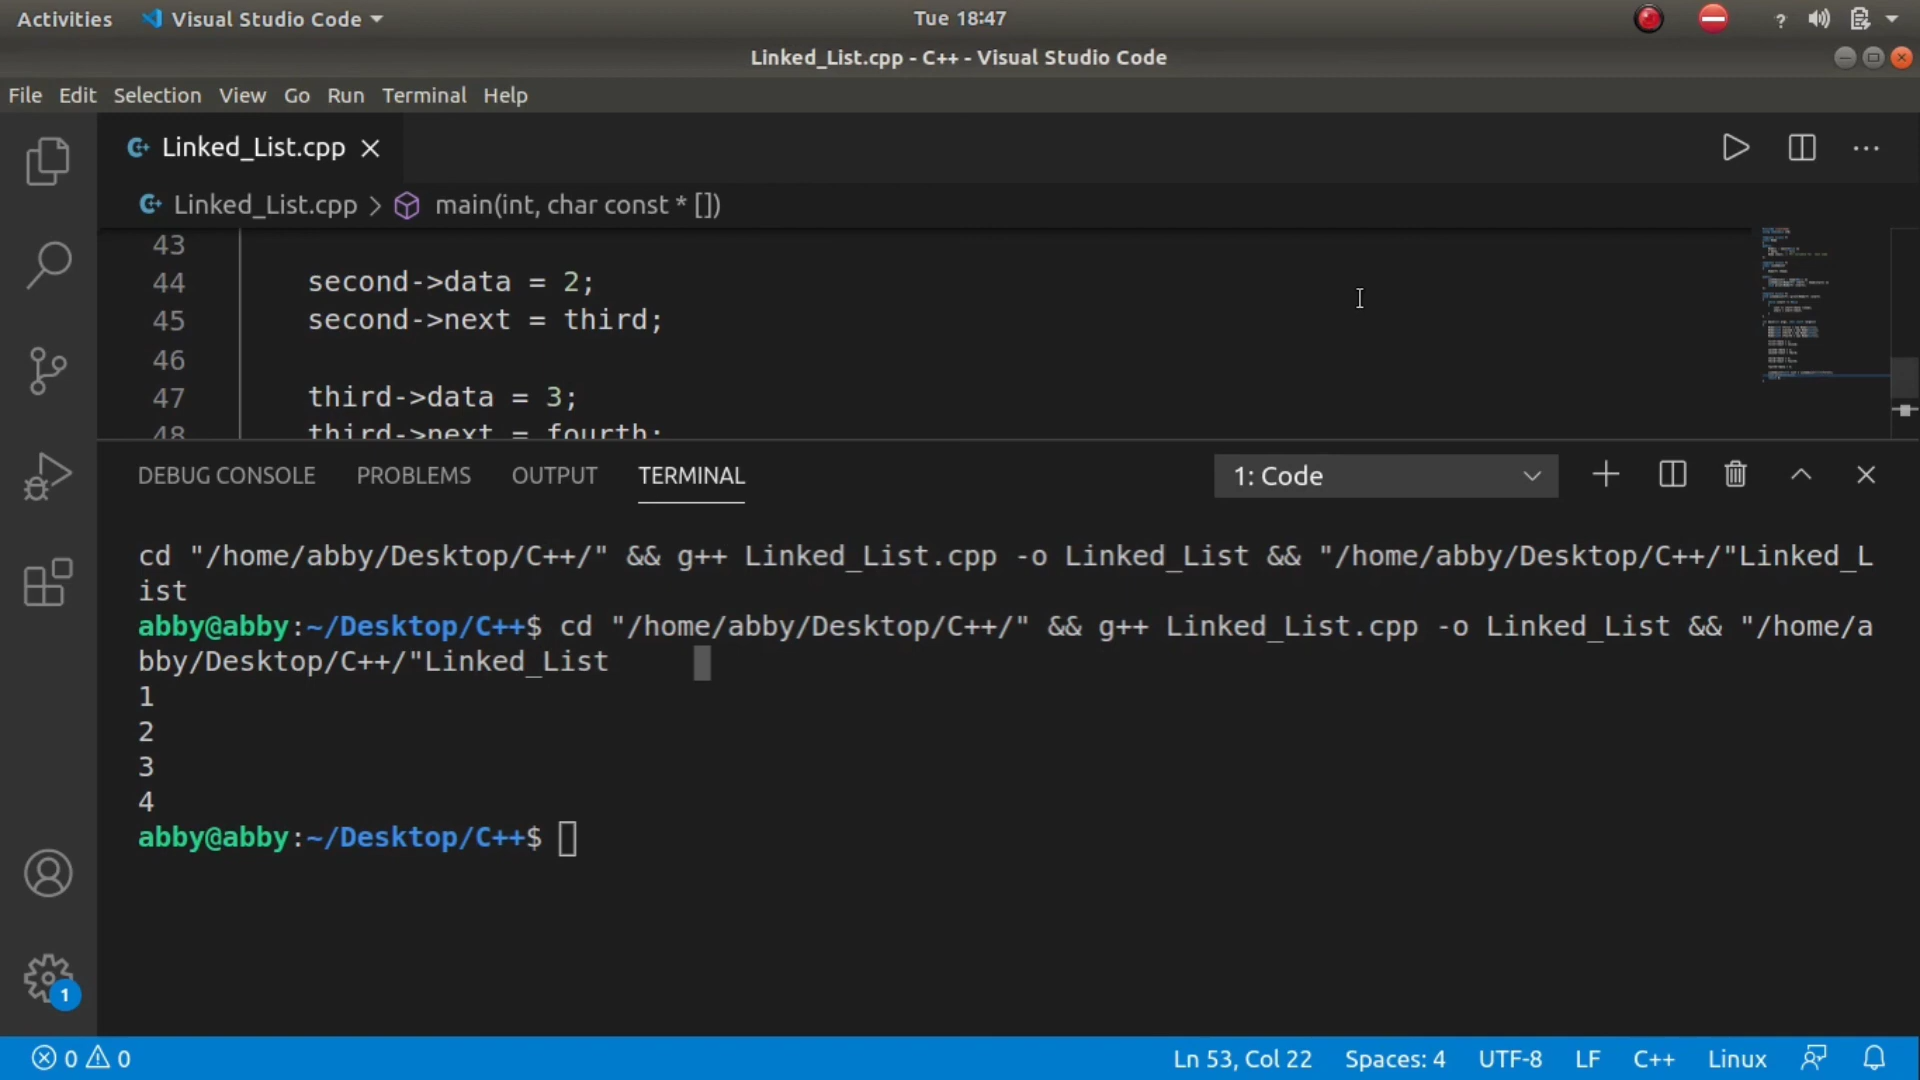 Activities Visual Studio Code Tue 18:47 ?
Linked_List.cpp - C++ - Visual Studio Code
File Edit Selection View Go Run Terminal Help
Linked_List.cpp
Linked_List.cpp > main(int, char const * [])
43
44 second->data = 2;
45 second->next = third;
46
47 third->data = 3;
48 third->next = fourth;
DEBUG CONSOLE PROBLEMS OUTPUT TERMINAL 1: Code
cd "/home/abby/Desktop/C++/" && g++ Linked_List.cpp -o Linked_List && "/home/abby/Desktop/C++/"Linked_L
ist
abby@abby:~/Desktop/C++$ cd "/home/abby/Desktop/C++/" && g++ Linked_List.cpp -o Linked_List && "/home/a
bby/Desktop/C++/"Linked_List
1
2
3
4
abby@abby:~/Desktop/C++$
1
0 0 Ln 53, Col 22 Spaces: 4 UTF-8 LF C++ Linux